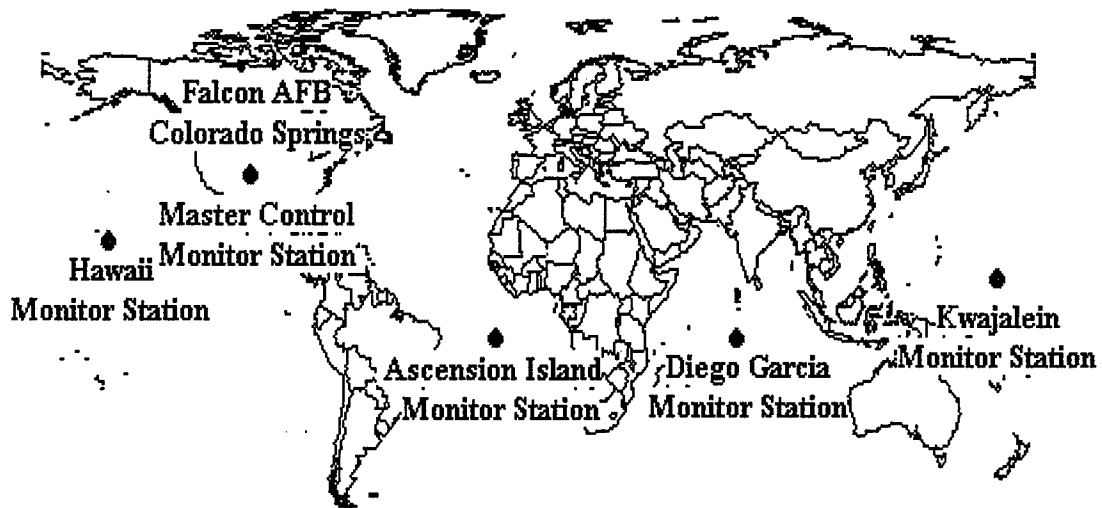 Falcon AFB
Colorado Springs
Master Control
Monitor Station
Hawaii
Monitor Station
Ascension Island
Monitor Station
Diego Garcia
Monitor Station
Kwajalein
Monitor Station